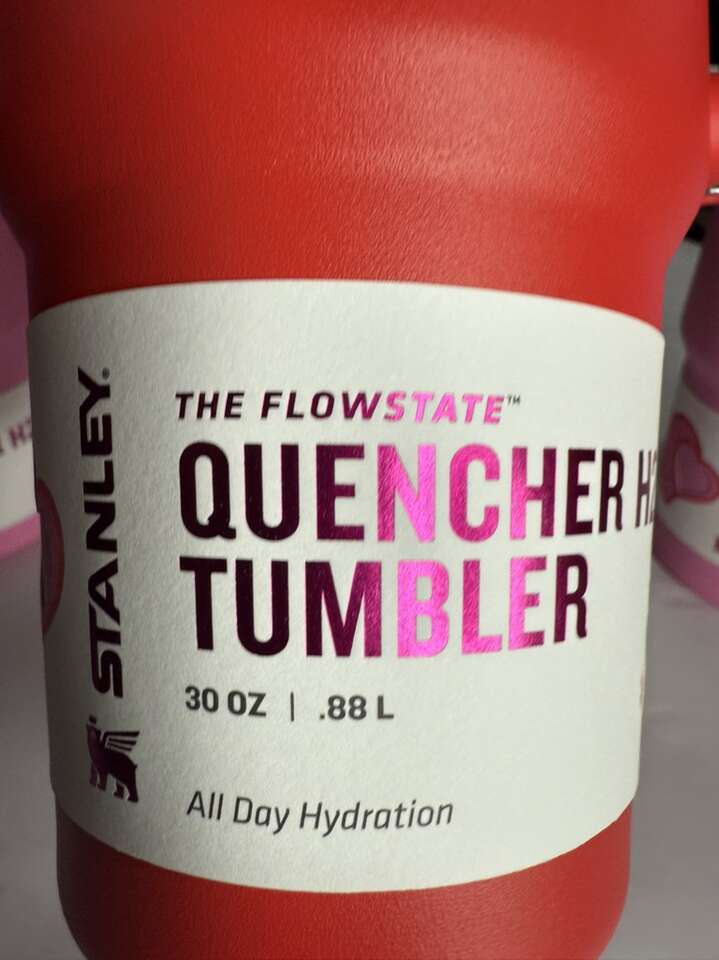 STANLEY®
THE FLOWSTATE™
QUENCHER
TUMBLER
30 OZ | .88 L
All Day Hydration